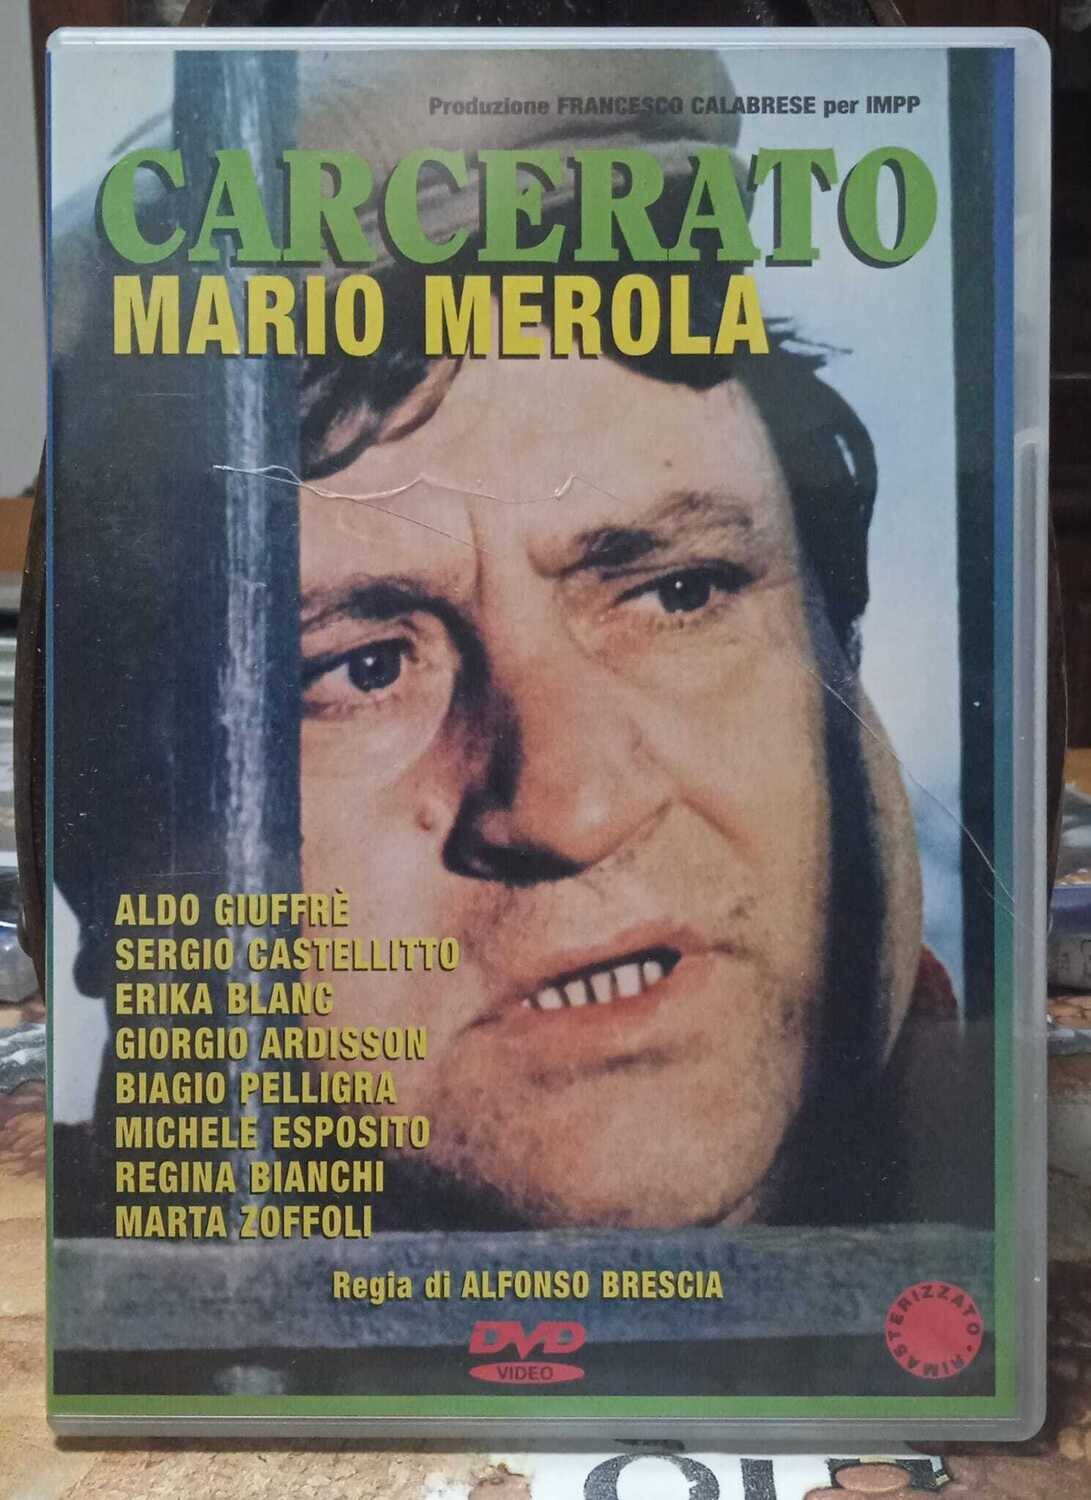 Produzione FRANCESCO CALABRESE per IMPP
CARCERATO
MARIO MEROLA
ALDO GIUFFRÈ
SERGIO CASTELLITTO
ERIKA BLANC
GIORGIO ARDISSON
BIAGIO PELLIGRA
MICHELE ESPOSITO
REGINA BIANCHI
MARTA ZOFFOLI
Regia di ALFONSO BRESCIA
DVD
VIDEO
RIMASTERIZZATO